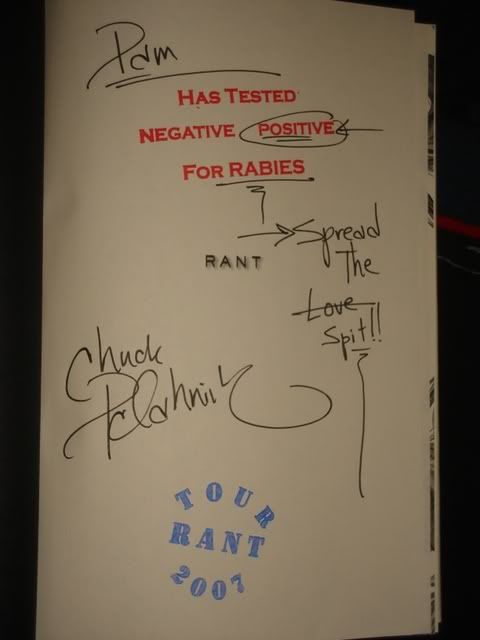 Pam
HAS TESTED
NEGATIVE POSITIVE
FOR RABIES
Spread
The
RANT
Love
Spit!!
Chuck
Palahniuk
TOUR
RANT
2007